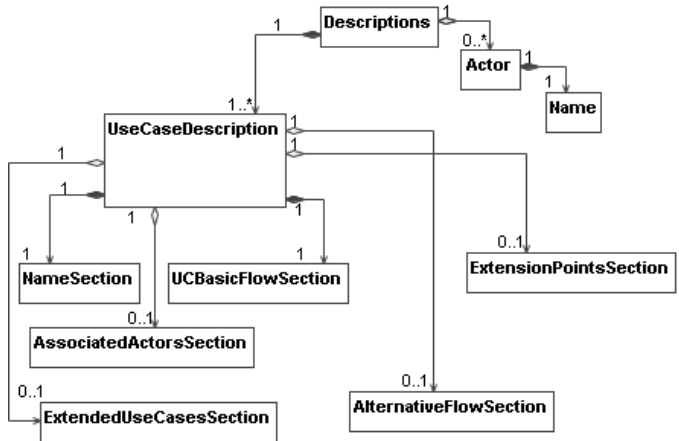 Descriptions
1
1
0..*
Actor
1
1
Name
1..*
UseCaseDescription
1
1
1
1
1
1
1
1
0..1
NameSection
UCBasicFlowSection
ExtensionPointsSection
0..1
AssociatedActorsSection
0..1
0..1
ExtendedUseCasesSection
AlternativeFlowSection